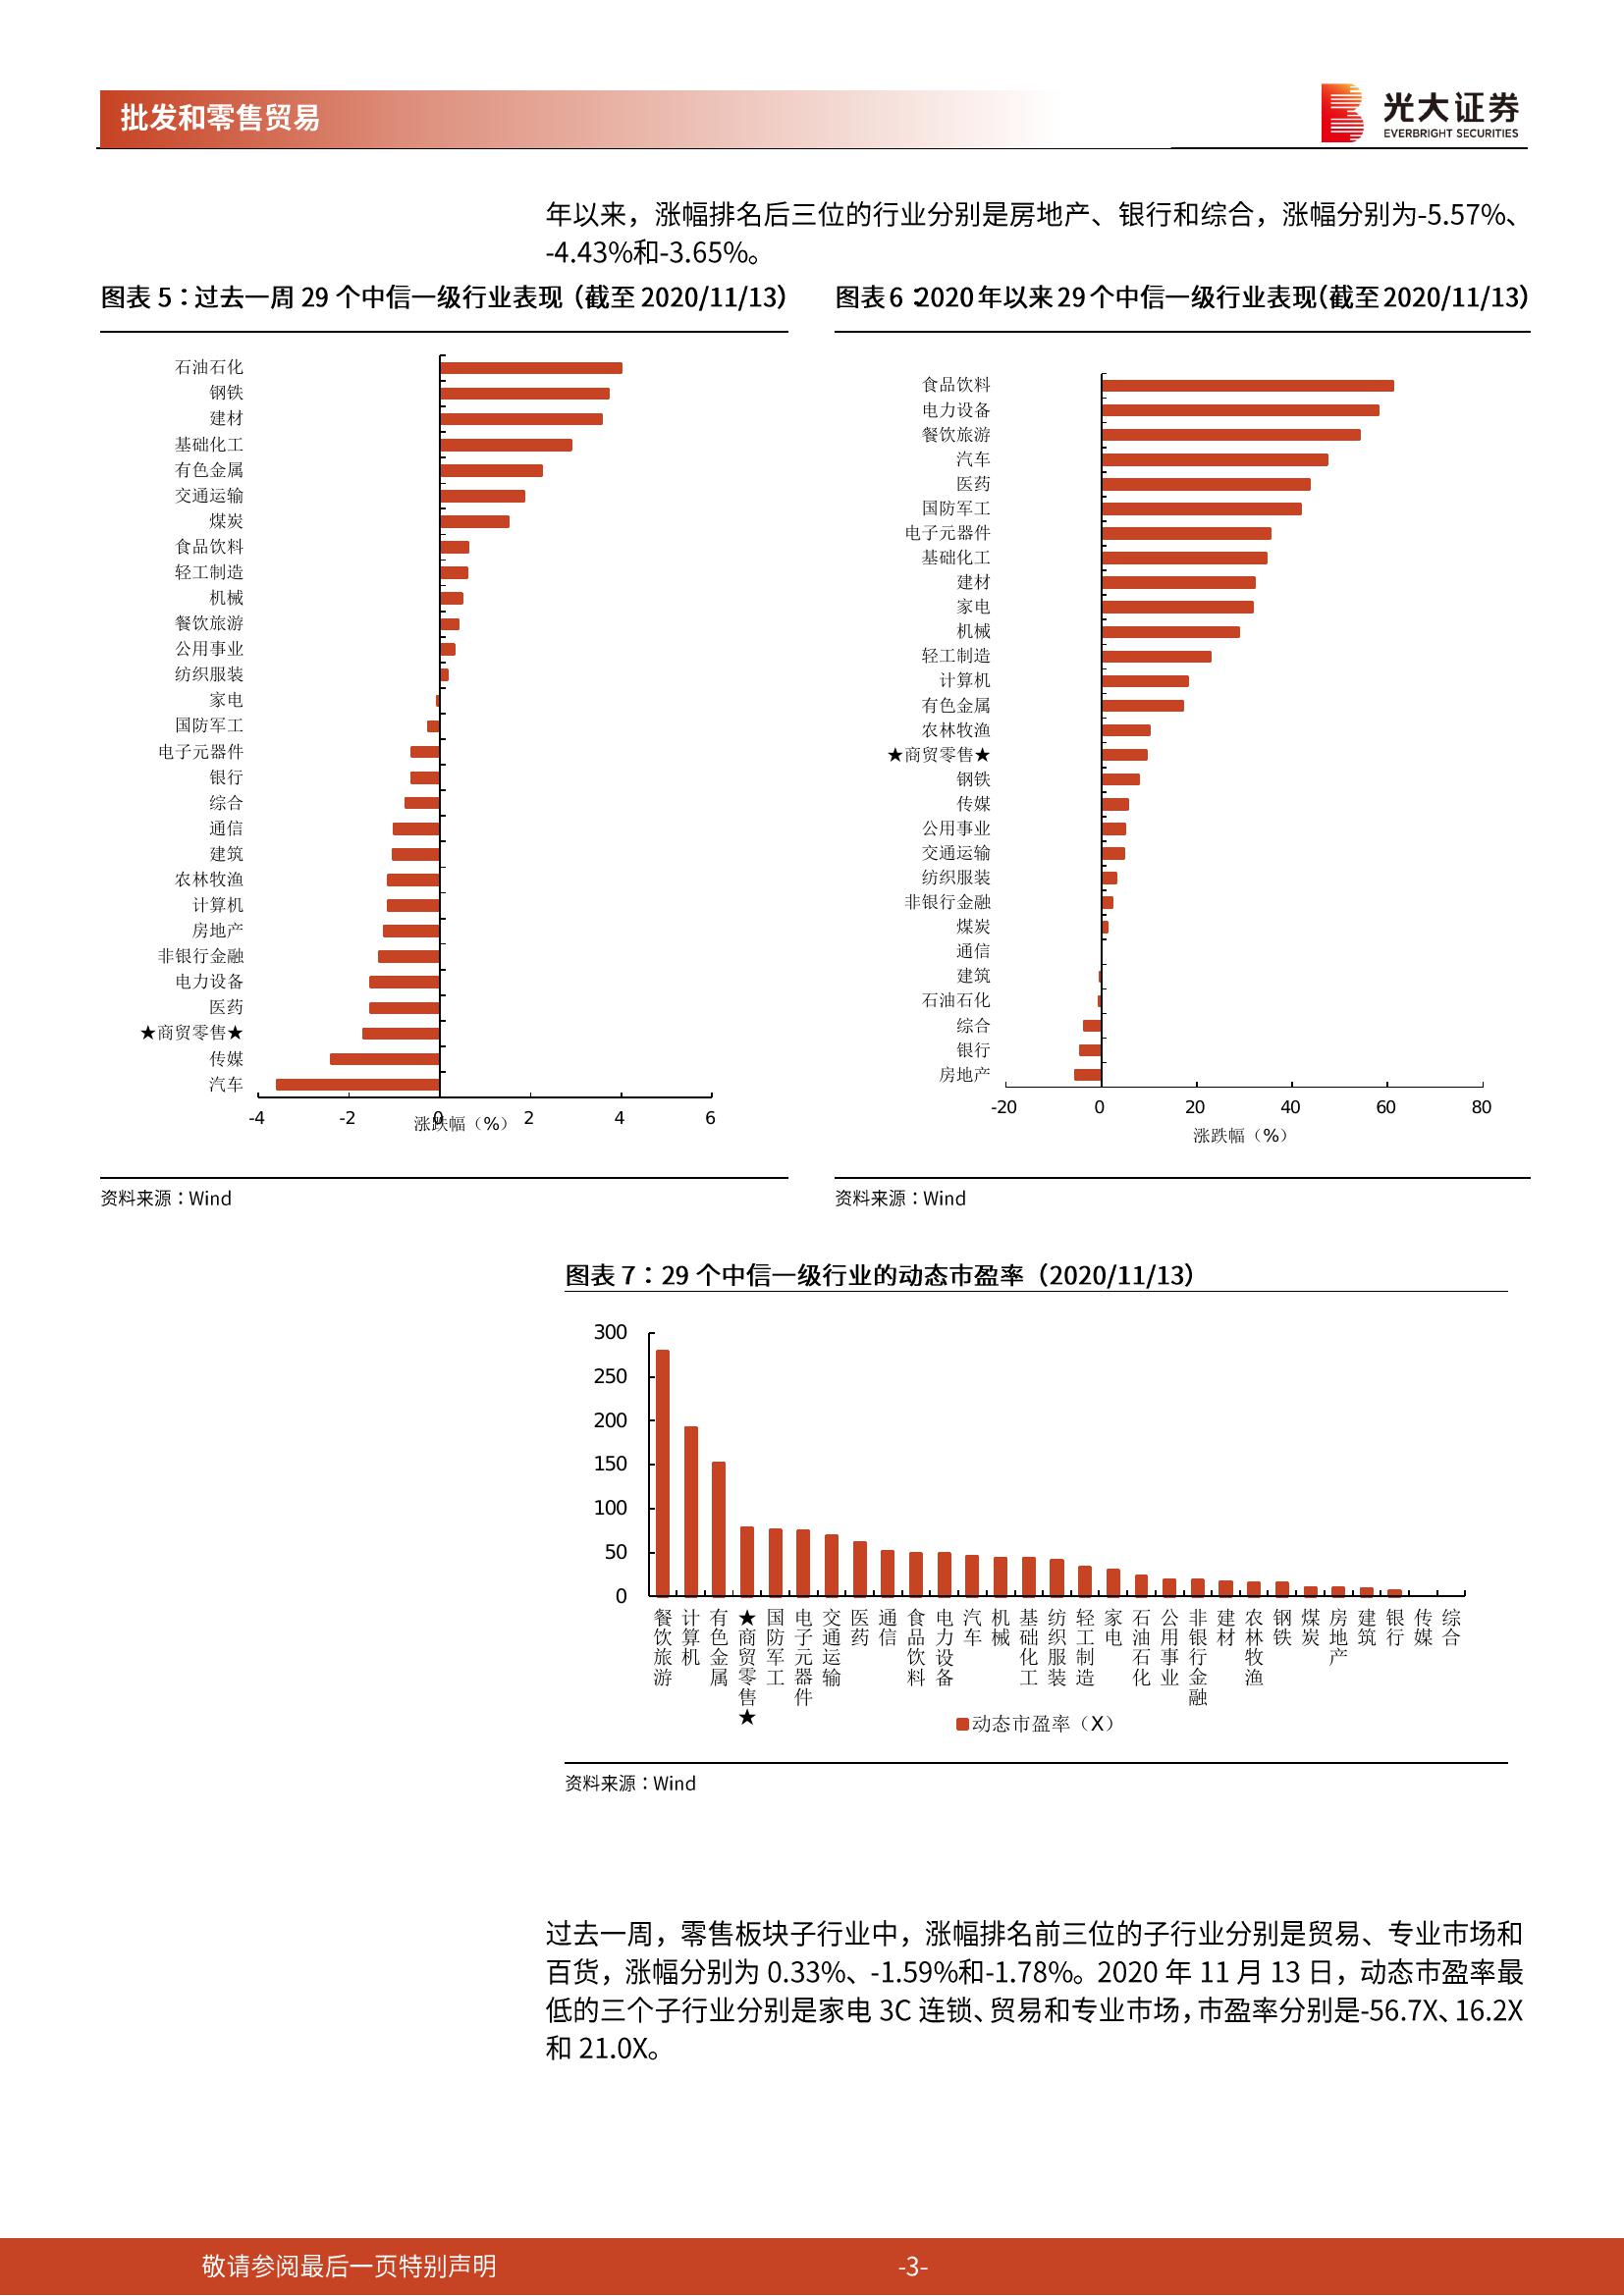 批发和零售贸易
光大证券
EVERBRIGHT SECURITIES
年以来，涨幅排名后三位的行业分别是房地产、银行和综合，涨幅分别为-5.57%、
-4.43%和-3.65%。
图表 5：过去一周 29 个中信一级行业表现（截至 2020/11/13）
石油石化
钢铁
建材
基础化工
有色金属
交通运输
煤炭
食品饮料
轻工制造
机械
餐饮旅游
公用事业
纺织服装
家电
国防军工
电子元器件
银行
综合
通信
建筑
农林牧渔
计算机
房地产
非银行金融
电力设备
医药
★商贸零售★
传媒
汽车
-4 -2 0 2 4 6
涨跌幅（%）
资料来源：Wind
图表 6：2020 年以来 29 个中信一级行业表现（截至 2020/11/13）
食品饮料
电力设备
餐饮旅游
汽车
医药
国防军工
电子元器件
基础化工
建材
家电
机械
轻工制造
计算机
有色金属
农林牧渔
★商贸零售★
钢铁
传媒
公用事业
交通运输
纺织服装
非银行金融
煤炭
通信
建筑
石油石化
综合
银行
房地产
-20 0 20 40 60 80
涨跌幅（%）
资料来源：Wind
图表 7：29 个中信一级行业的动态市盈率（2020/11/13）
300
250
200
150
100
50
0
餐饮旅游
计算机
有色金属
★商贸零售★
国防军工
电子元器件
交通运输
医药
通信
食品饮料
电力设备
汽车
机械
基础化工
纺织服装
轻工制造
家电
石油石化
公用事业
非银行金融
建材
农林牧渔
钢铁
煤炭
房地产
建筑
银行
传媒
综合
动态市盈率（X）
资料来源：Wind
过去一周，零售板块子行业中，涨幅排名前三位的子行业分别是贸易、专业市场和
百货，涨幅分别为 0.33%、-1.59%和-1.78%。2020 年 11 月 13 日，动态市盈率最
低的三个子行业分别是家电 3C 连锁、贸易和专业市场，市盈率分别是-56.7X、16.2X
和 21.0X。
敬请参阅最后一页特别声明
-3-